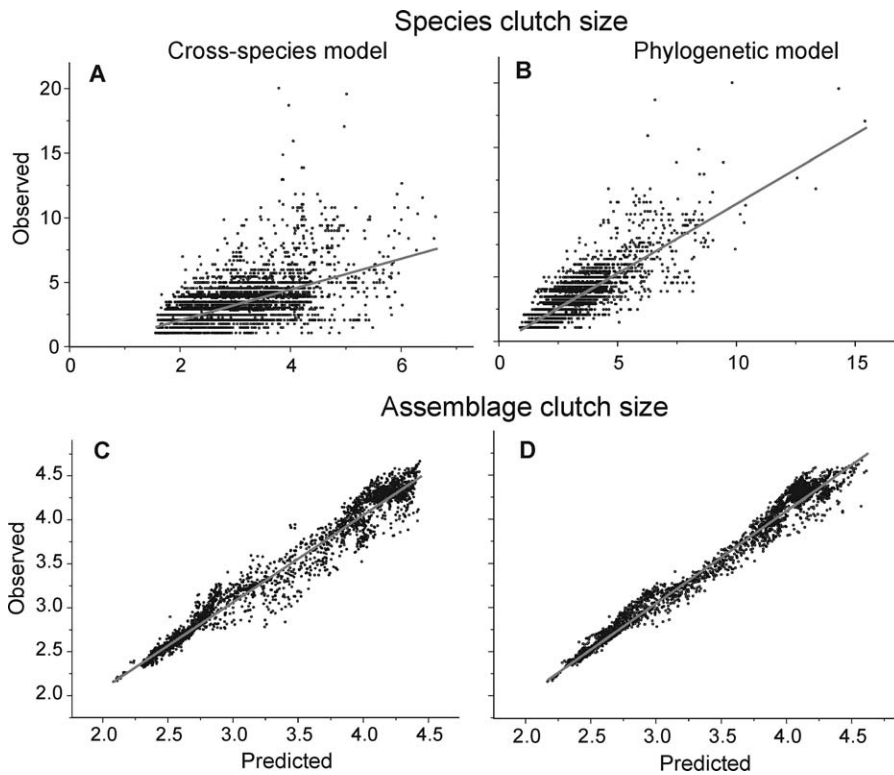 Species clutch size
Cross-species model
Phylogenetic model
A
B
20
15
10
5
0
Observed
0
2
4
6
0
5
10
15
Assemblage clutch size
C
D
4.5
4.0
3.5
3.0
2.5
2.0
Observed
2.0
2.5
3.0
3.5
4.0
4.5
2.0
2.5
3.0
3.5
4.0
4.5
Predicted
Predicted